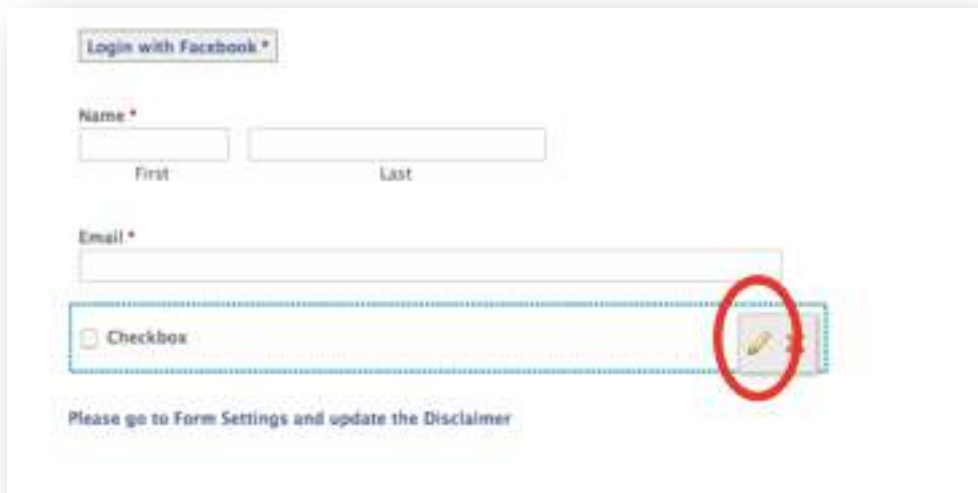 Login with Facebook *
Name *
First Last
Email *
Checkbox
Please go to Form Settings and update the Disclaimer